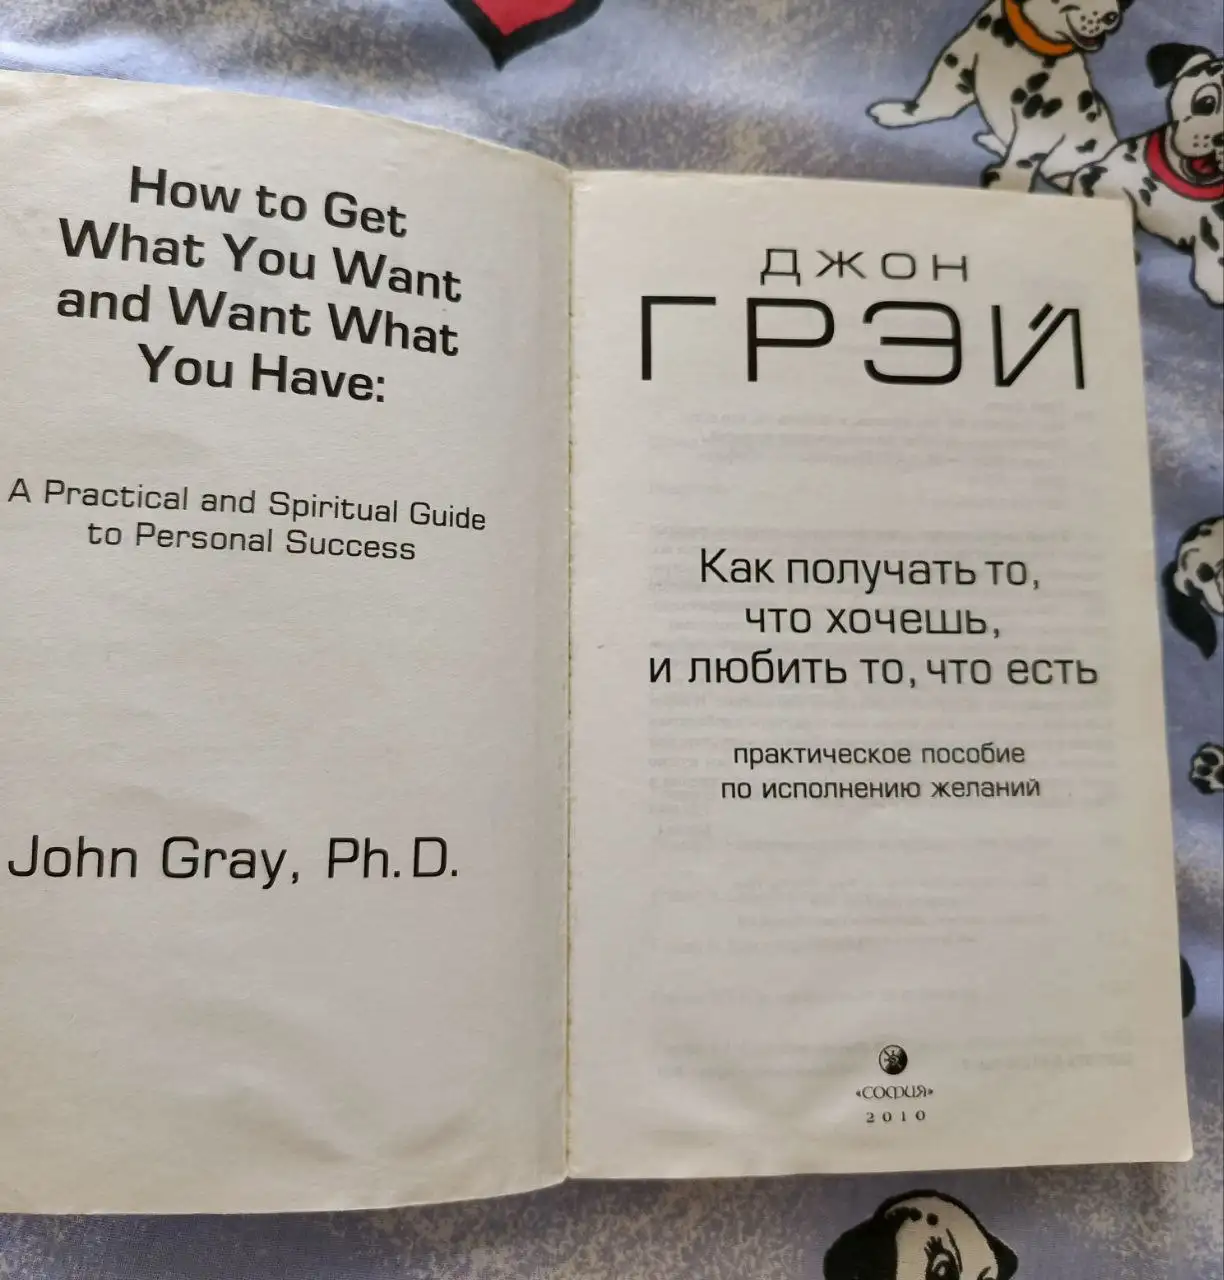 How to Get
What You Want
and Want What
You Have:
A Practical and Spiritual Guide
to Personal Success
John Gray, Ph.D.
ДЖОН
ГРЭЙ
Как получать то,
что хочешь,
и любить то, что есть
практическое пособие
по исполнению желаний
«СОФИЯ»
2010